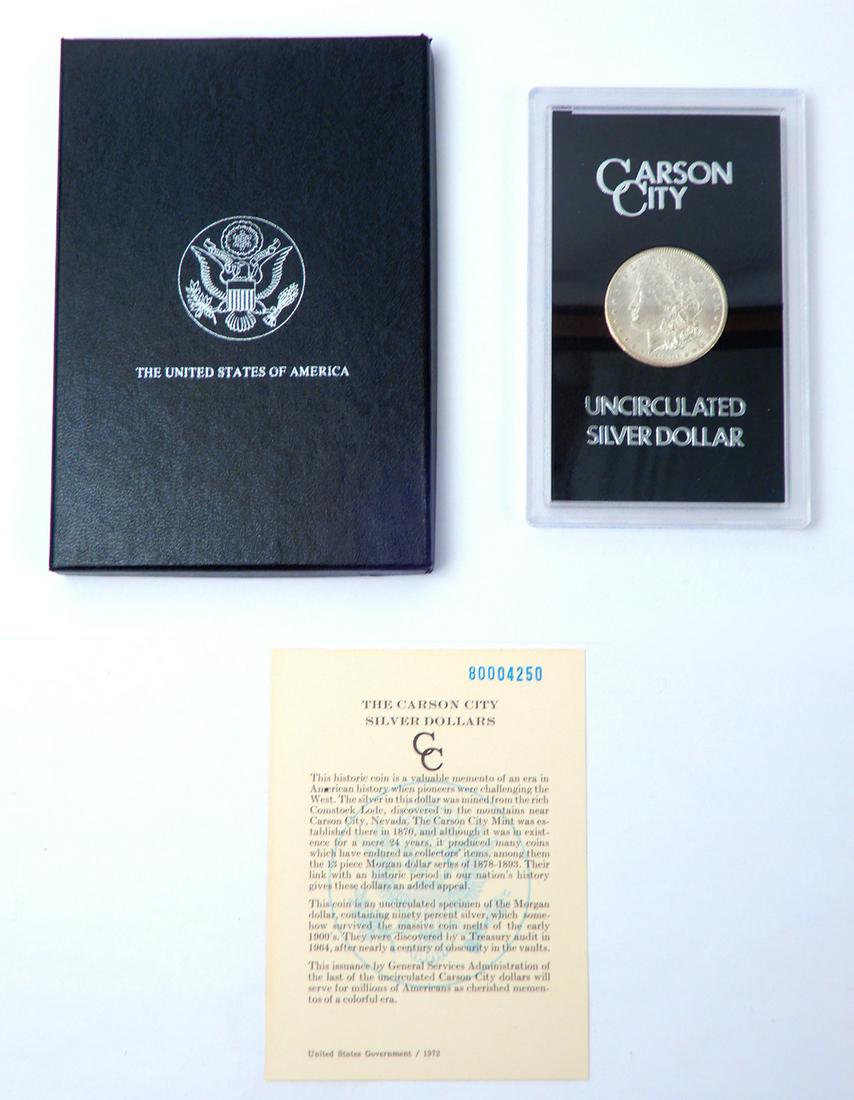 THE UNITED STATES OF AMERICA
CARSON
CITY
UNCIRCULATED
SILVER DOLLAR
80004250
THE CARSON CITY
SILVER DOLLARS
CC
This historic coin is a valuable memento of an era in
American history when pioneers were challenging the
West. The silver in this dollar was mined from the rich
Comstock Lode, discovered in the mountains near
Carson City, Nevada. The Carson City Mint was es-
tablished there in 1870, and although it was in exist-
ence for a mere 24 years, it produced many coins
which have endured as collectors' items, among them
the 13 piece Morgan dollar series of 1878-1893. Their
link with an historic period in our nation's history
gives these dollars an added appeal.
This coin is an uncirculated specimen of the Morgan
dollar, containing ninety percent silver, which some-
how survived the massive coin melts of the early
1900's. They were discovered by a Treasury audit in
1964, after nearly a century of obscurity in the vaults.
This issuance by General Services Administration of
the last of the uncirculated Carson City dollars will
serve for millions of Americans as cherished memen-
tos of a colorful era.
United States Government / 1972